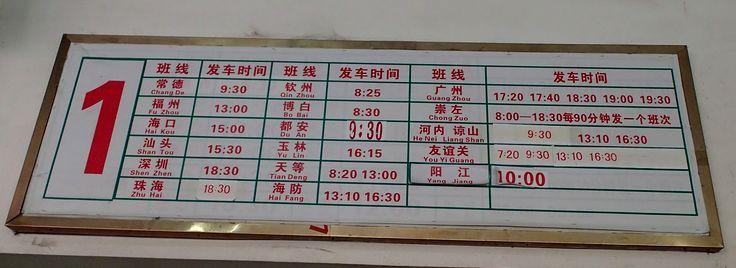 1
班线 发车时间 班线 发车时间 班线 发车时间
常德 9:30 钦州 8:25 广州 17:20 17:40 18:30 19:00 19:30
Chang De Qin Zhou Guang Zhou
福州 13:00 博白 8:30 崇左 8:00—18:30每90分钟发一个班次
Fu Zhou Bo Bai Chong Zuo
海口 15:00 都安 9:30 河内 谅山 9:30 13:10 16:30
Hai Kou Du An He Nei Liang Shan
汕头 15:30 玉林 16:15 友谊关 7:20 9:30 13:10 16:30
Shan Tou Yu Lin You Yi Guang
深圳 18:30 天等 8:20 13:00 阳江 10:00
Shen Zhen Tian Deng Yang Jiang
珠海 18:30 海防 13:10 16:30
Zhu Hai Hai Fang